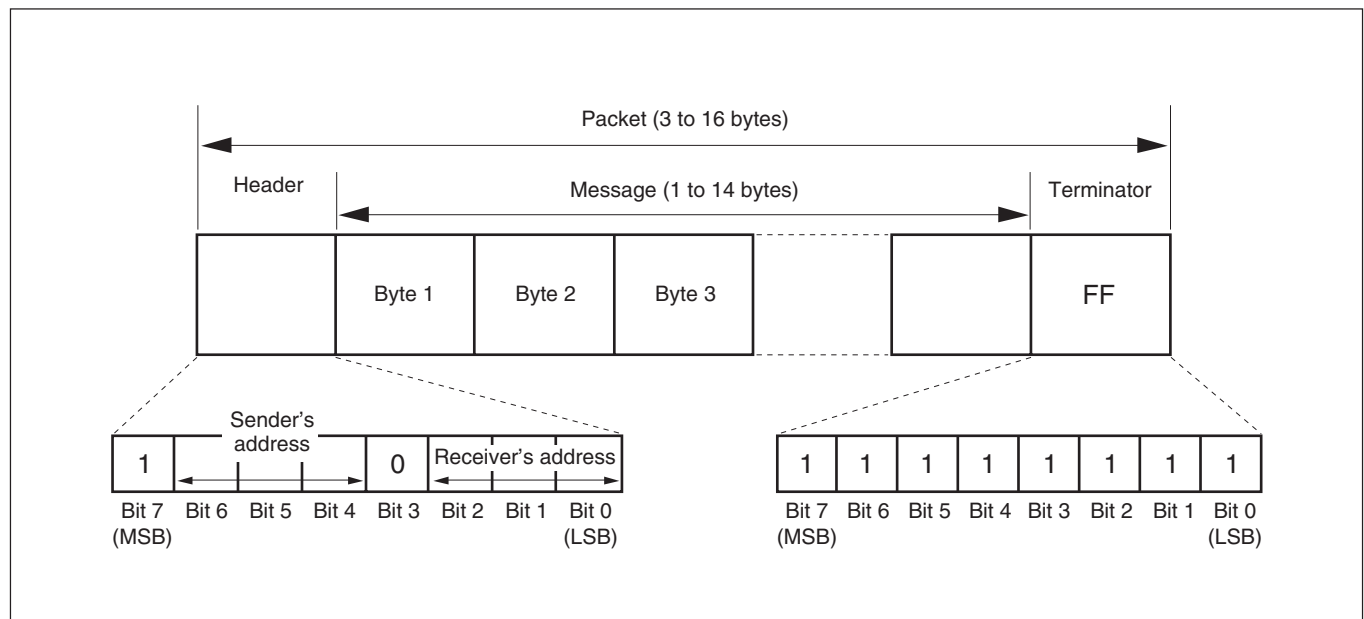 Packet (3 to 16 bytes)
Header
Message (1 to 14 bytes)
Terminator
Byte 1
Byte 2
Byte 3
FF
Sender's
address
1
0
Receiver's address
Bit 7
(MSB)
Bit 6
Bit 5
Bit 4
Bit 3
Bit 2
Bit 1
Bit 0
(LSB)
1 1 1 1 1 1 1 1
Bit 7
(MSB)
Bit 6
Bit 5
Bit 4
Bit 3
Bit 2
Bit 1
Bit 0
(LSB)